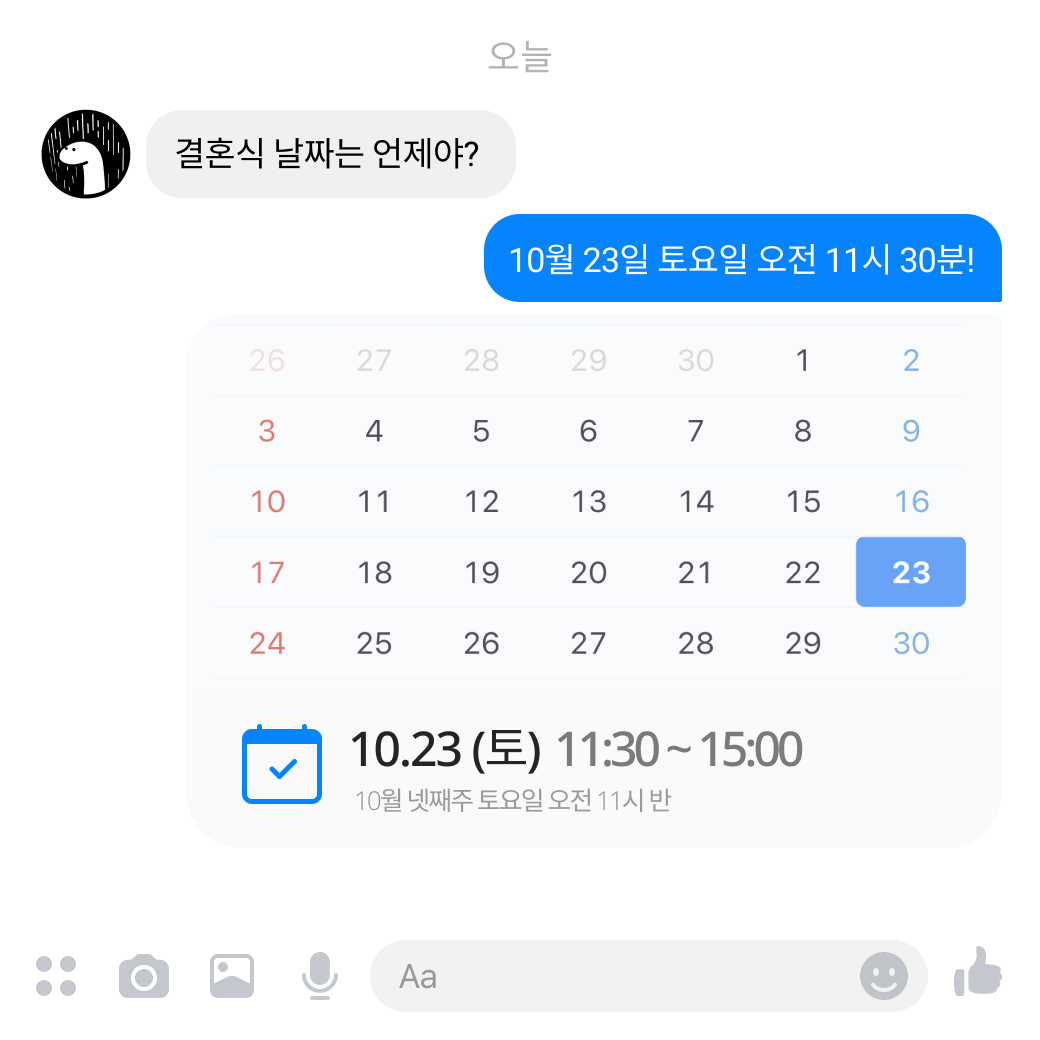 오늘
결혼식 날짜는 언제야?
10월 23일 토요일 오전 11시 30분!
26 27 28 29 30 1 2
3 4 5 6 7 8 9
10 11 12 13 14 15 16
17 18 19 20 21 22 23
24 25 26 27 28 29 30
10.23 (토) 11:30 ~ 15:00
10월 넷째주 토요일 오전 11시 반
Aa